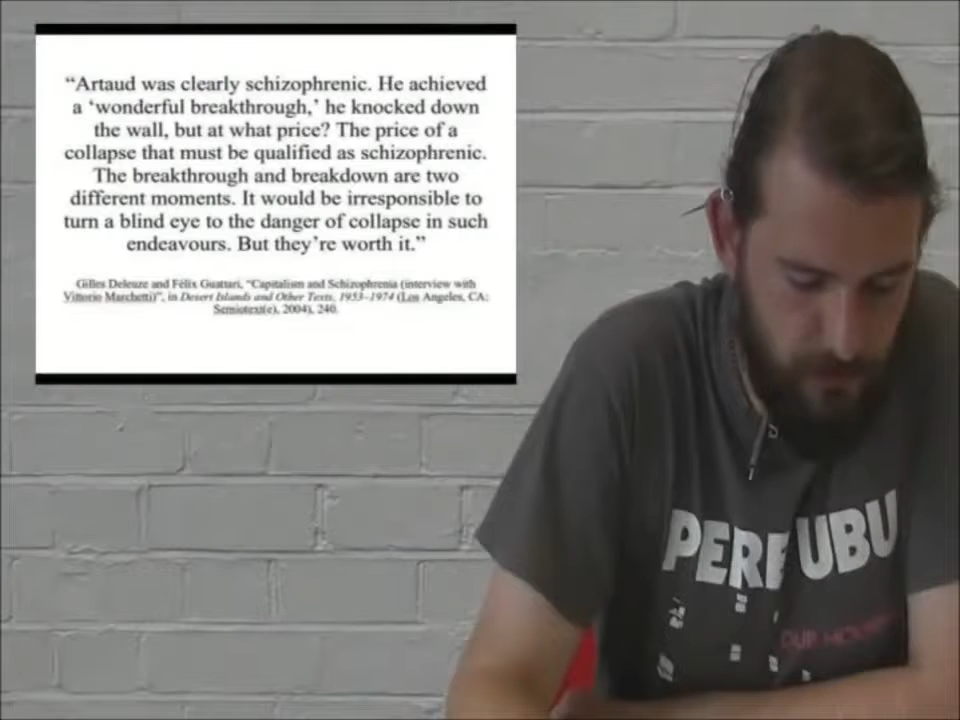 “Artaud was clearly schizophrenic. He achieved
a ‘wonderful breakthrough,’ he knocked down
the wall, but at what price? The price of a
collapse that must be qualified as schizophrenic.
The breakthrough and breakdown are two
different moments. It would be irresponsible to
turn a blind eye to the danger of collapse in such
endeavours. But they’re worth it.”
Gilles Deleuze and Félix Guattari, “Capitalism and Schizophrenia (interview with
Vittorio Marchetti)”, in Desert Islands and Other Texts, 1953–1974 (Los Angeles, CA:
Semiotext(e), 2004), 240.
PERE UBU
OUR